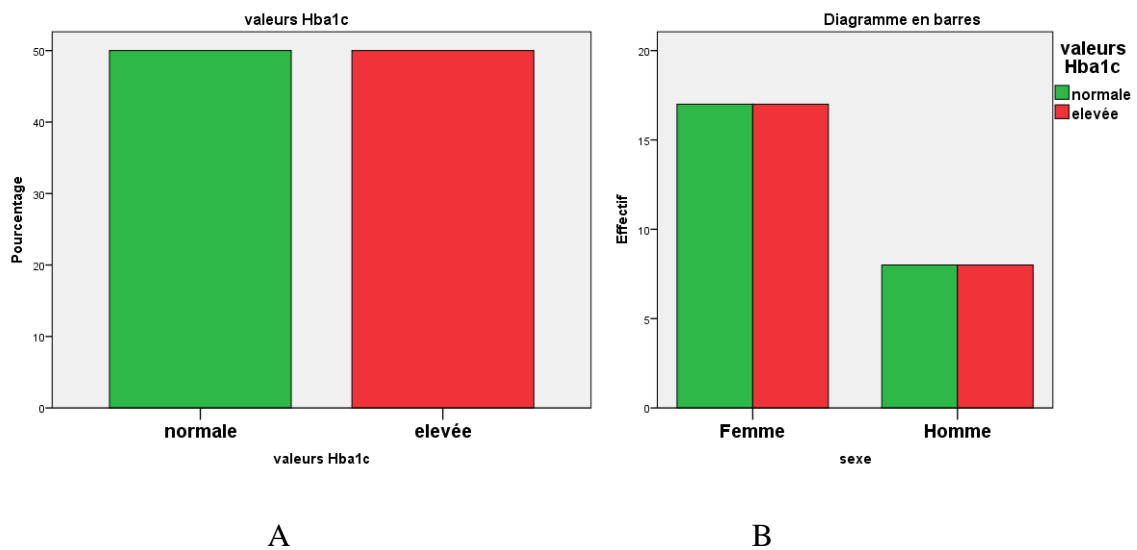 valeurs Hba1c
50
40
30
20
10
0
Pourcentage
normale
elevée
valeurs Hba1c
A
Diagramme en barres
20
15
10
5
0
Effectif
Femme
Homme
sexe
valeurs
Hba1c
normale
elevée
B